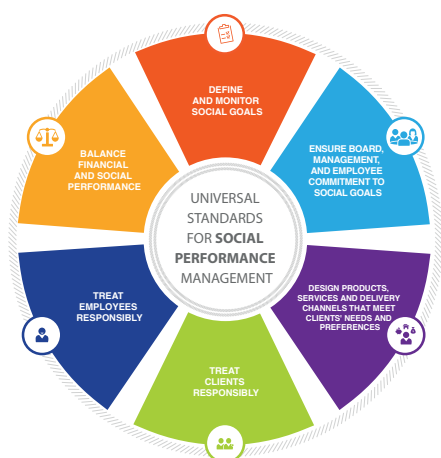 DEFINE
AND MONITOR
SOCIAL GOALS
ENSURE BOARD,
MANAGEMENT,
AND EMPLOYEE
COMMITMENT TO
SOCIAL GOALS
DESIGN PRODUCTS,
SERVICES AND DELIVERY
CHANNELS THAT MEET
CLIENTS' NEEDS AND
PREFERENCES
TREAT
CLIENTS
RESPONSIBLY
TREAT
EMPLOYEES
RESPONSIBLY
BALANCE
FINANCIAL
AND SOCIAL
PERFORMANCE
UNIVERSAL
STANDARDS
FOR SOCIAL
PERFORMANCE
MANAGEMENT